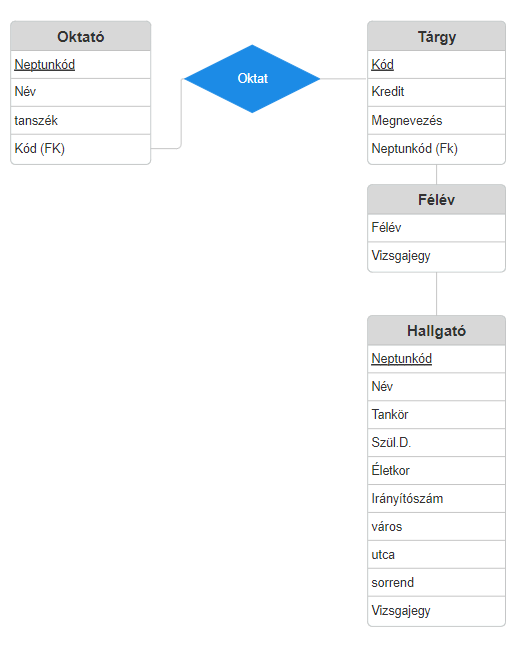 Oktató
Neptunkód
Név
tanszék
Kód (FK)
Oktat
Tárgy
Kód
Kredit
Megnevezés
Neptunkód (Fk)
Félév
Félév
Vizsgajegy
Hallgató
Neptunkód
Név
Tankör
Szül.D.
Életkor
Irányítószám
város
utca
sorrend
Vizsgajegy